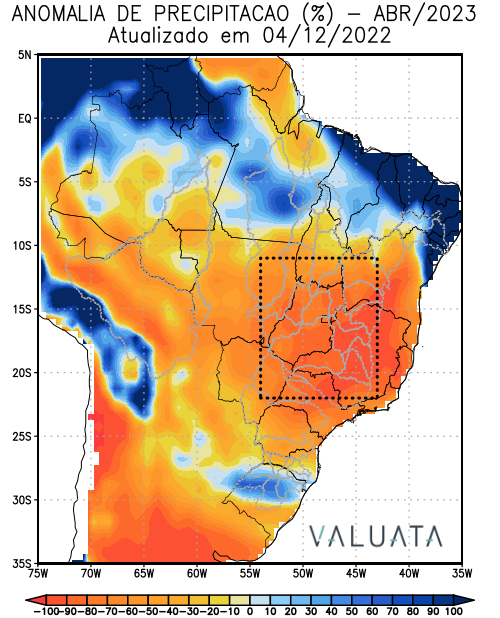 ANOMALIA DE PRECIPITACAO (%) – ABR/2023
Atualizado em 04/12/2022
5N
EQ
5S
10S
15S
20S
25S
30S
35S
VALUATA
75W 70W 65W 60W 55W 50W 45W 40W 35W
-100 -90 -80 -70 -60 -50 -40 -30 -20 -10 0 10 20 30 40 50 60 70 80 90 100